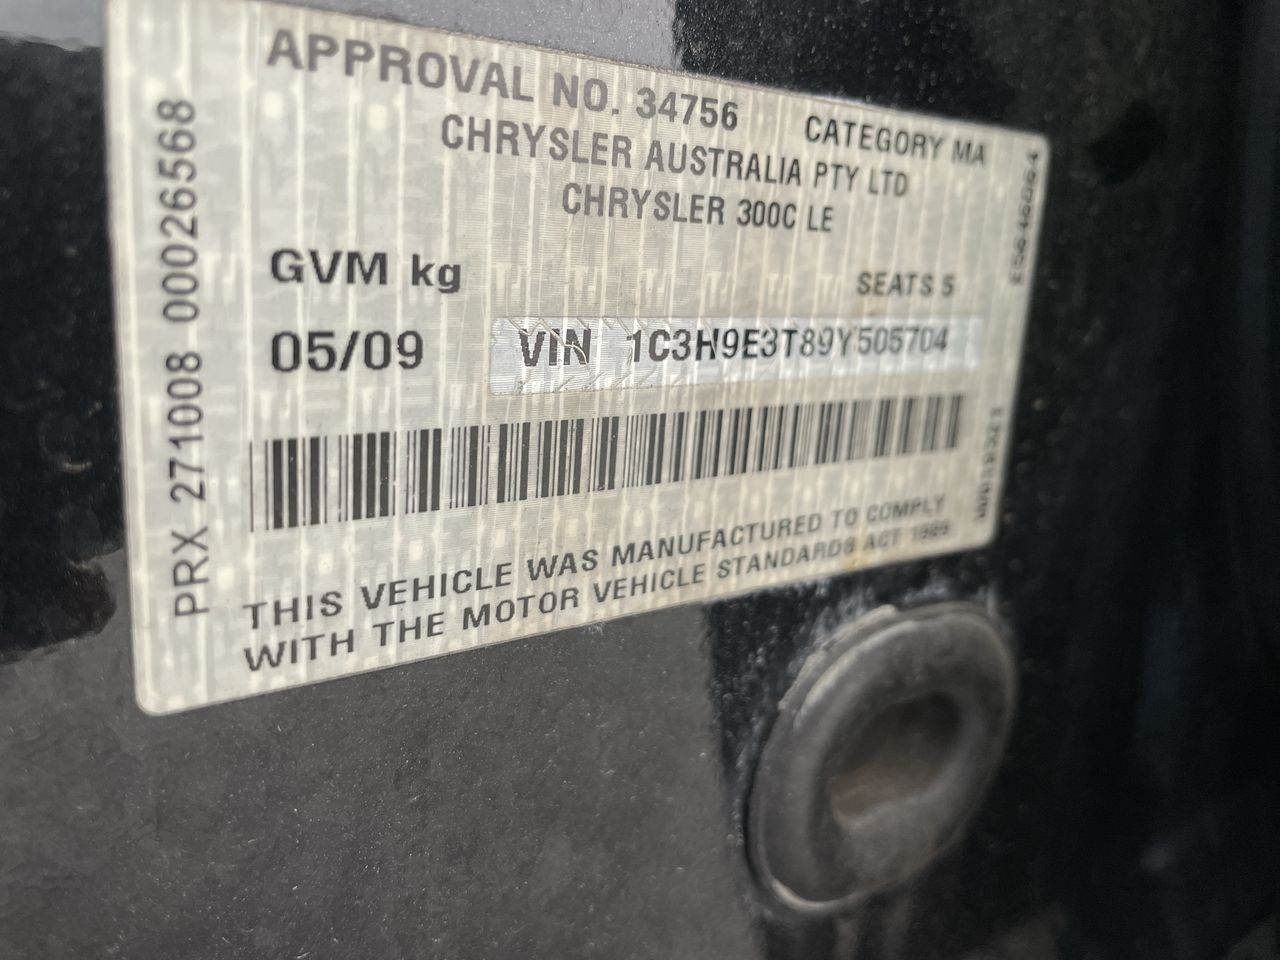 APPROVAL NO. 34756 CATEGORY MA
CHRYSLER AUSTRALIA PTY LTD
CHRYSLER 300C LE
GVM kg SEATS 5
05/09 VIN 1C3H9E3T89Y505704
THIS VEHICLE WAS MANUFACTURED TO COMPLY
WITH THE MOTOR VEHICLE STANDARDS ACT 1989
PRX 271008 000026568